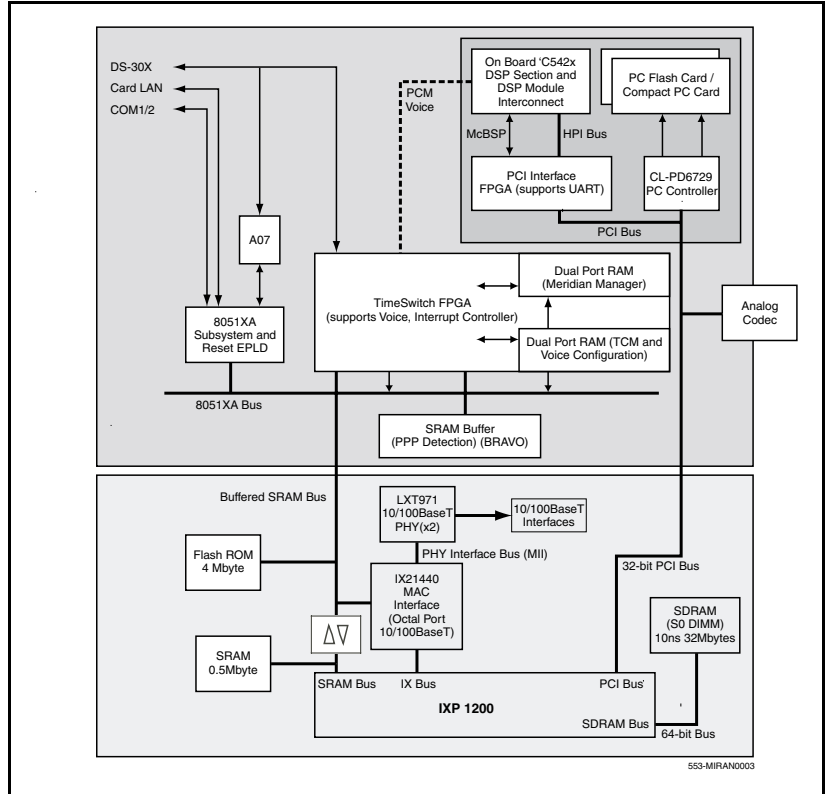 DS-30X
Card LAN
COM1/2
PCM
Voice
On Board 'C542x
DSP Section and
DSP Module
Interconnect
PC Flash Card /
Compact PC Card
McBSP
HPI Bus
PCI Interface
FPGA (supports UART)
CL-PD6729
PC Controller
PCI Bus
A07
TimeSwitch FPGA
(supports Voice, Interrupt Controller)
Dual Port RAM
(Meridian Manager)
Dual Port RAM (TCM and
Voice Configuration)
Analog
Codec
8051XA
Subsystem and
Reset EPLD
8051XA Bus
SRAM Buffer
(PPP Detection) (BRAVO)
Buffered SRAM Bus
LXT971
10/100BaseT
PHY(x2)
10/100BaseT
Interfaces
PHY Interface Bus (MII)
Flash ROM
4 Mbyte
IX21440
MAC
Interface
(Octal Port
10/100BaseT)
32-bit PCI Bus
SDRAM
(S0 DIMM)
10ns 32Mbytes
SRAM
0.5Mbyte
SRAM Bus
IX Bus
PCI Bus
IXP 1200
SDRAM Bus
64-bit Bus
553-MIRAN0003